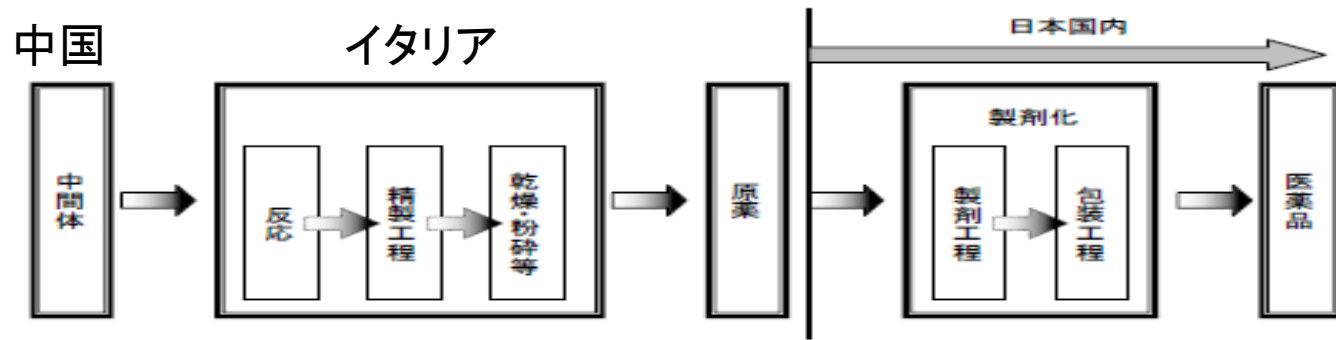 中国
イタリア
日本国内
中間体
反応
精製工程
乾燥・粉砕等
原薬
製剤化
製剤工程
包装工程
医薬品